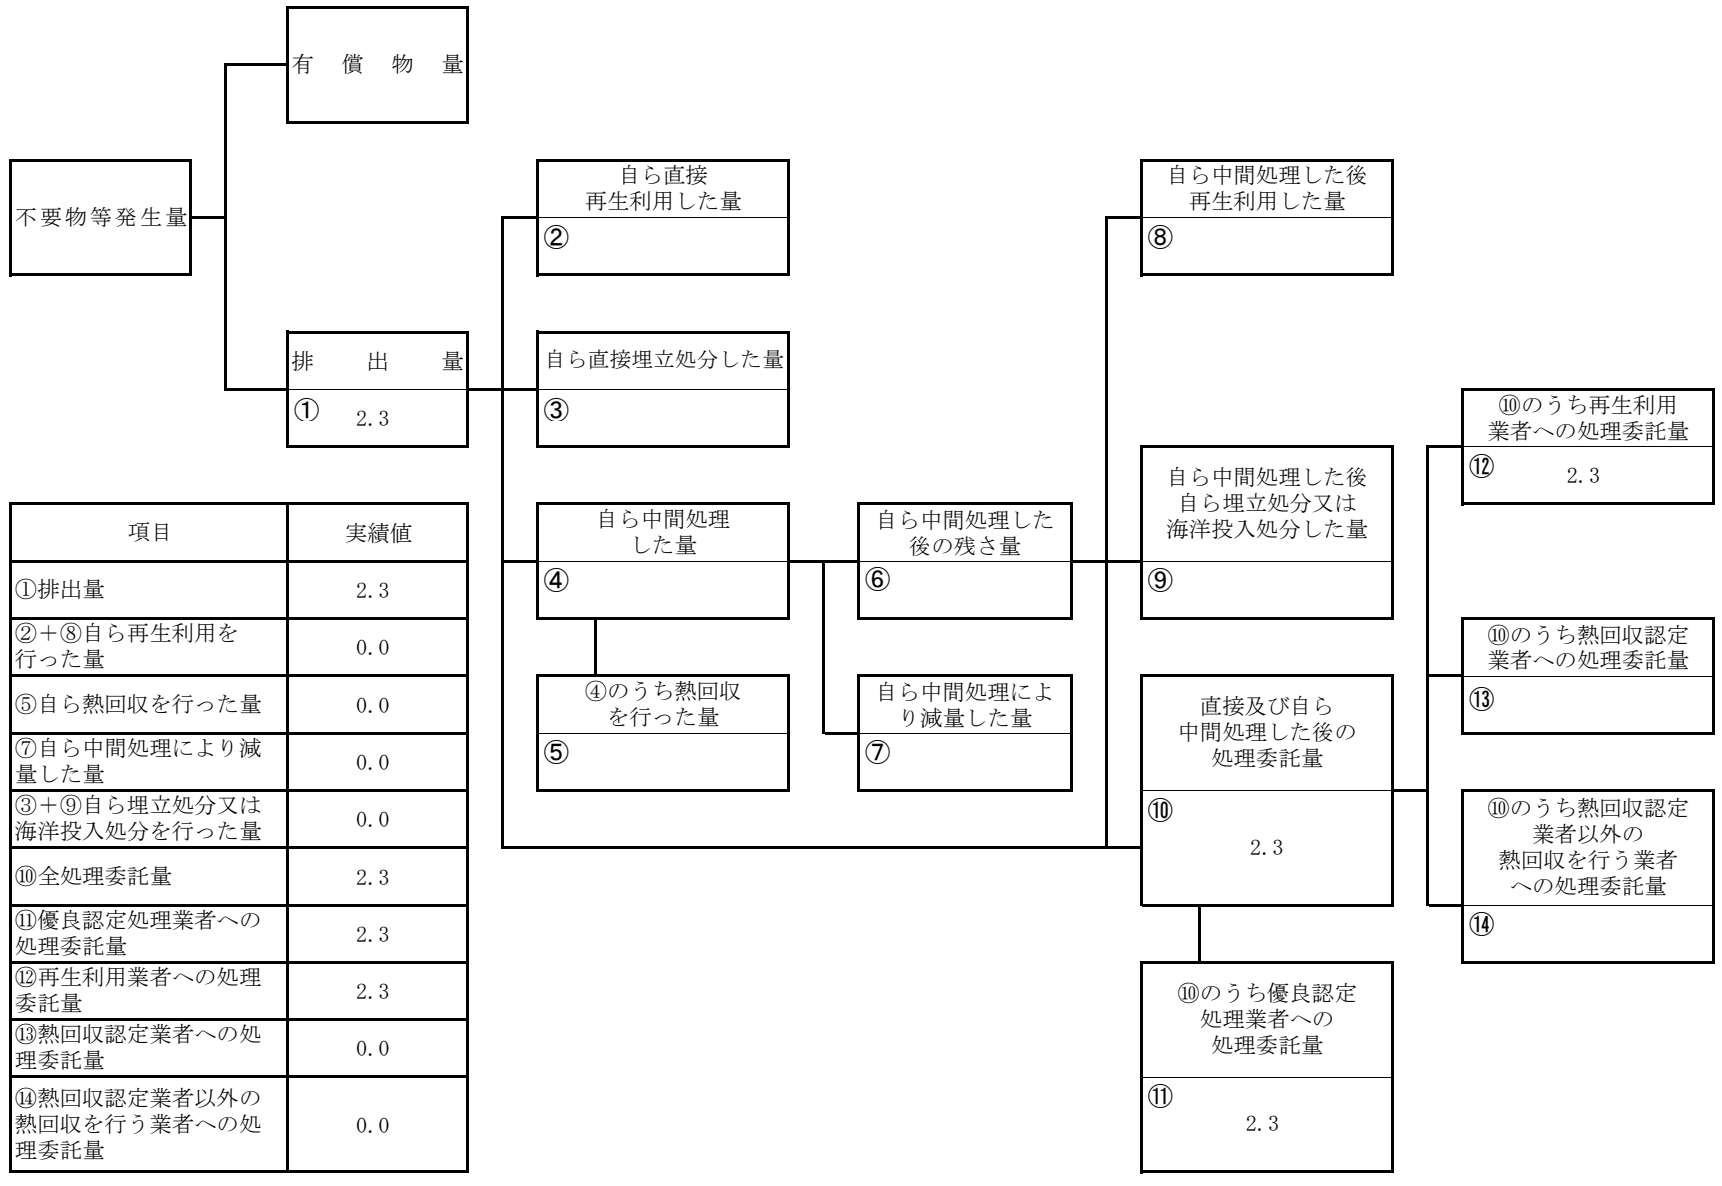 有償物量
不要物等発生量
自ら直接
再生利用した量
②
自ら中間処理した後
再生利用した量
⑧
排出量
① 2.3
自ら直接埋立処分した量
③
⑩のうち再生利用
業者への処理委託量
⑫ 2.3
自ら中間処理した後
自ら埋立処分又は
海洋投入処分した量
⑨
自ら中間処理
した量
④
自ら中間処理した
後の残さ量
⑥
⑩のうち熱回収認定
業者への処理委託量
⑬
④のうち熱回収
を行った量
⑤
自ら中間処理によ
り減量した量
⑦
直接及び自ら
中間処理した後の
処理委託量
⑩
2.3
⑩のうち熱回収認定
業者以外の
熱回収を行う業者
への処理委託量
⑭
⑩のうち優良認定
処理業者への
処理委託量
⑪
2.3
項目 実績値
①排出量 2.3
②＋⑧自ら再生利用を
行った量 0.0
⑤自ら熱回収を行った量 0.0
⑦自ら中間処理により減
量した量 0.0
③＋⑨自ら埋立処分又は
海洋投入処分を行った量 0.0
⑩全処理委託量 2.3
⑪優良認定処理業者への
処理委託量 2.3
⑫再生利用業者への処理
委託量 2.3
⑬熱回収認定業者への処
理委託量 0.0
⑭熱回収認定業者以外の
熱回収を行う業者への処
理委託量 0.0